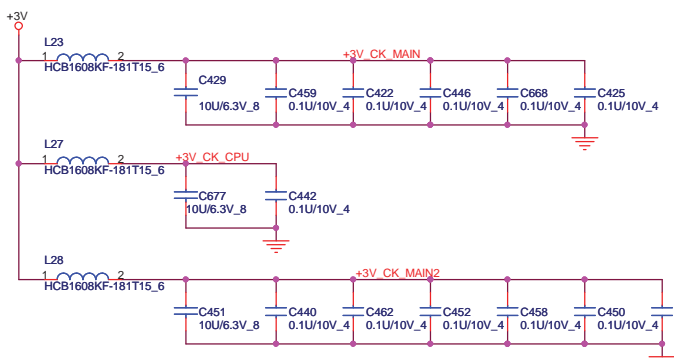 +3V
L23
1 2
HCB1608KF-181T15_6
+3V_CK_MAIN
C429
10U/6.3V_8
C459
0.1U/10V_4
C422
0.1U/10V_4
C446
0.1U/10V_4
C668
0.1U/10V_4
C425
0.1U/10V_4
L27
1 2
HCB1608KF-181T15_6
+3V_CK_CPU
C677
10U/6.3V_8
C442
0.1U/10V_4
L28
1 2
HCB1608KF-181T15_6
+3V_CK_MAIN2
C451
10U/6.3V_8
C440
0.1U/10V_4
C462
0.1U/10V_4
C452
0.1U/10V_4
C458
0.1U/10V_4
C450
0.1U/10V_4